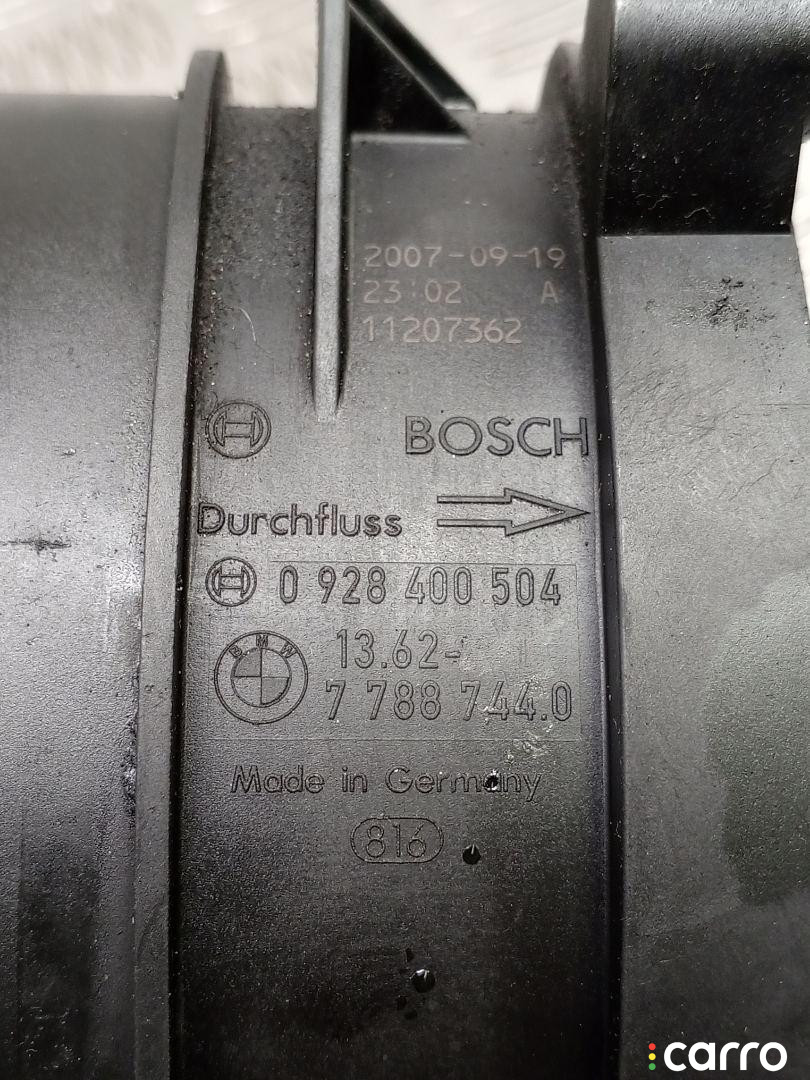 2007-09-19
23:02 A
11207362
BOSCH
Durchfluss
0 928 400 504
BMW
13.62-
7 788 744.0
Made in Germany
816
carro